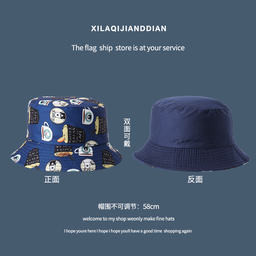 XILAQIJIANDDIAN
The flag ship store is at your service
双面可戴
正面
反面
帽围不可调节：58cm
welcome to my shop weonly make fine hats
I hope youre here I hope I hope youll have a good time shopping again